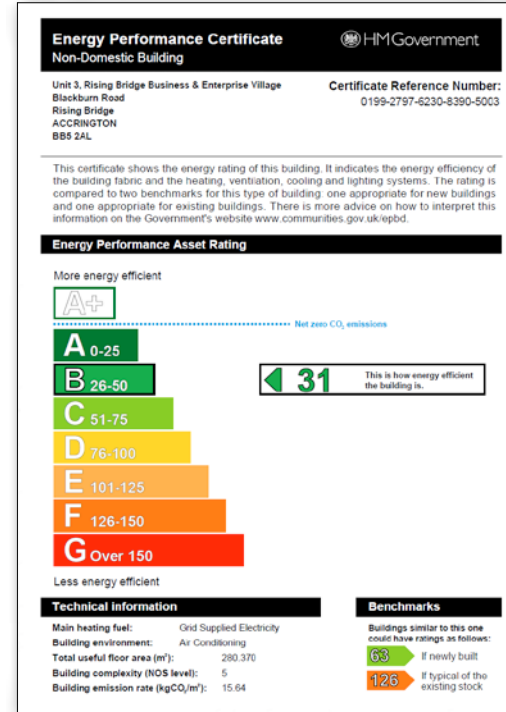 Energy Performance Certificate
Non-Domestic Building
HM Government
Unit 3, Rising Bridge Business & Enterprise Village
Blackburn Road
Rising Bridge
ACCRINGTON
BB5 2AL
Certificate Reference Number:
0199-2797-6230-8390-5003
This certificate shows the energy rating of this building. It indicates the energy efficiency of
the building fabric and the heating, ventilation, cooling and lighting systems. The rating is
compared to two benchmarks for this type of building: one appropriate for new buildings
and one appropriate for existing buildings. There is more advice on how to interpret this
information on the Government's website www.communities.gov.uk/epbd.
Energy Performance Asset Rating
More energy efficient
A+
Net zero CO₂ emissions
A 0-25
B 26-50
31
This is how energy efficient
the building is.
C 51-75
D 76-100
E 101-125
F 126-150
G Over 150
Less energy efficient
Technical information
Main heating fuel: Grid Supplied Electricity
Building environment: Air Conditioning
Total useful floor area (m²): 280.370
Building complexity (NOS level): 5
Building emission rate (kgCO₂/m²): 15.64
Benchmarks
Buildings similar to this one
could have ratings as follows:
63 If newly built
126 If typical of the
existing stock